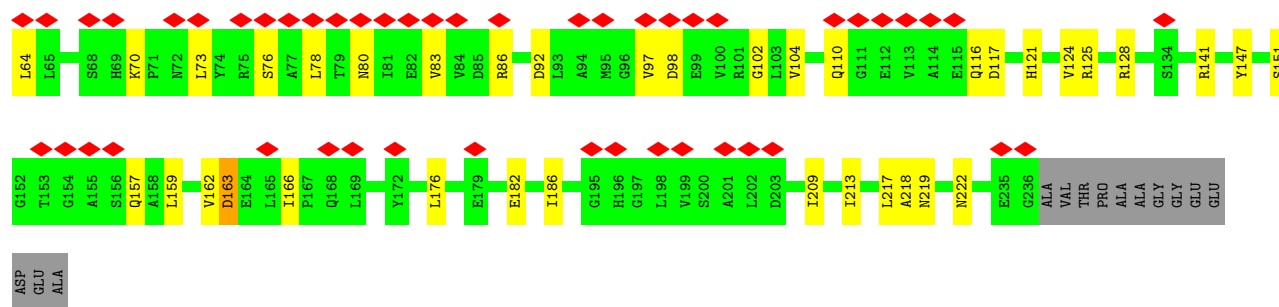 L64
L65
S68
H69
K70
P71
N72
L73
Y74
R75
S76
A77
L78
T79
N80
I81
E82
V83
V84
D85
R86
D92
L93
A94
M95
G96
V97
D98
E99
V100
R101
G102
L103
V104
Q110
G111
E112
V113
A114
E115
Q116
D117
H121
V124
R125
R128
S134
R141
Y147
S151
G152
T153
G154
A155
S156
Q157
A158
L159
V162
D163
E164
L165
I166
P167
Q168
L169
Y172
L176
E179
E182
I186
G195
H196
G197
L198
V199
S200
A201
L202
D203
I209
I213
L217
A218
N219
N222
E235
G236
ALA
VAL
THR
PRO
ALA
ALA
GLY
GLY
GLU
GLU
ASP
GLU
ALA